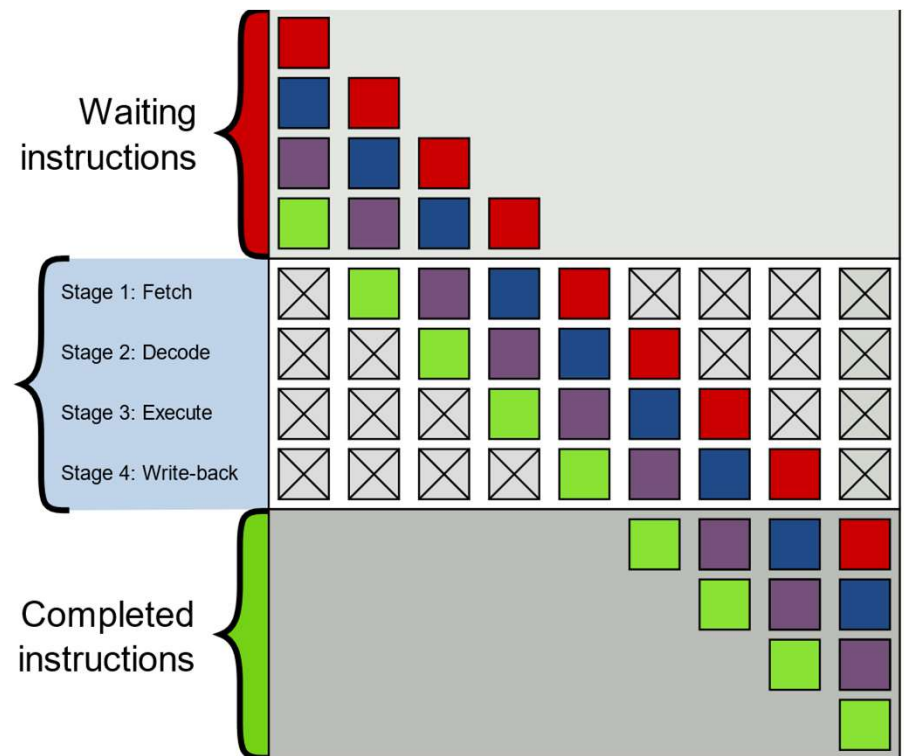 Waiting
instructions
Stage 1: Fetch
Stage 2: Decode
Stage 3: Execute
Stage 4: Write-back
Completed
instructions